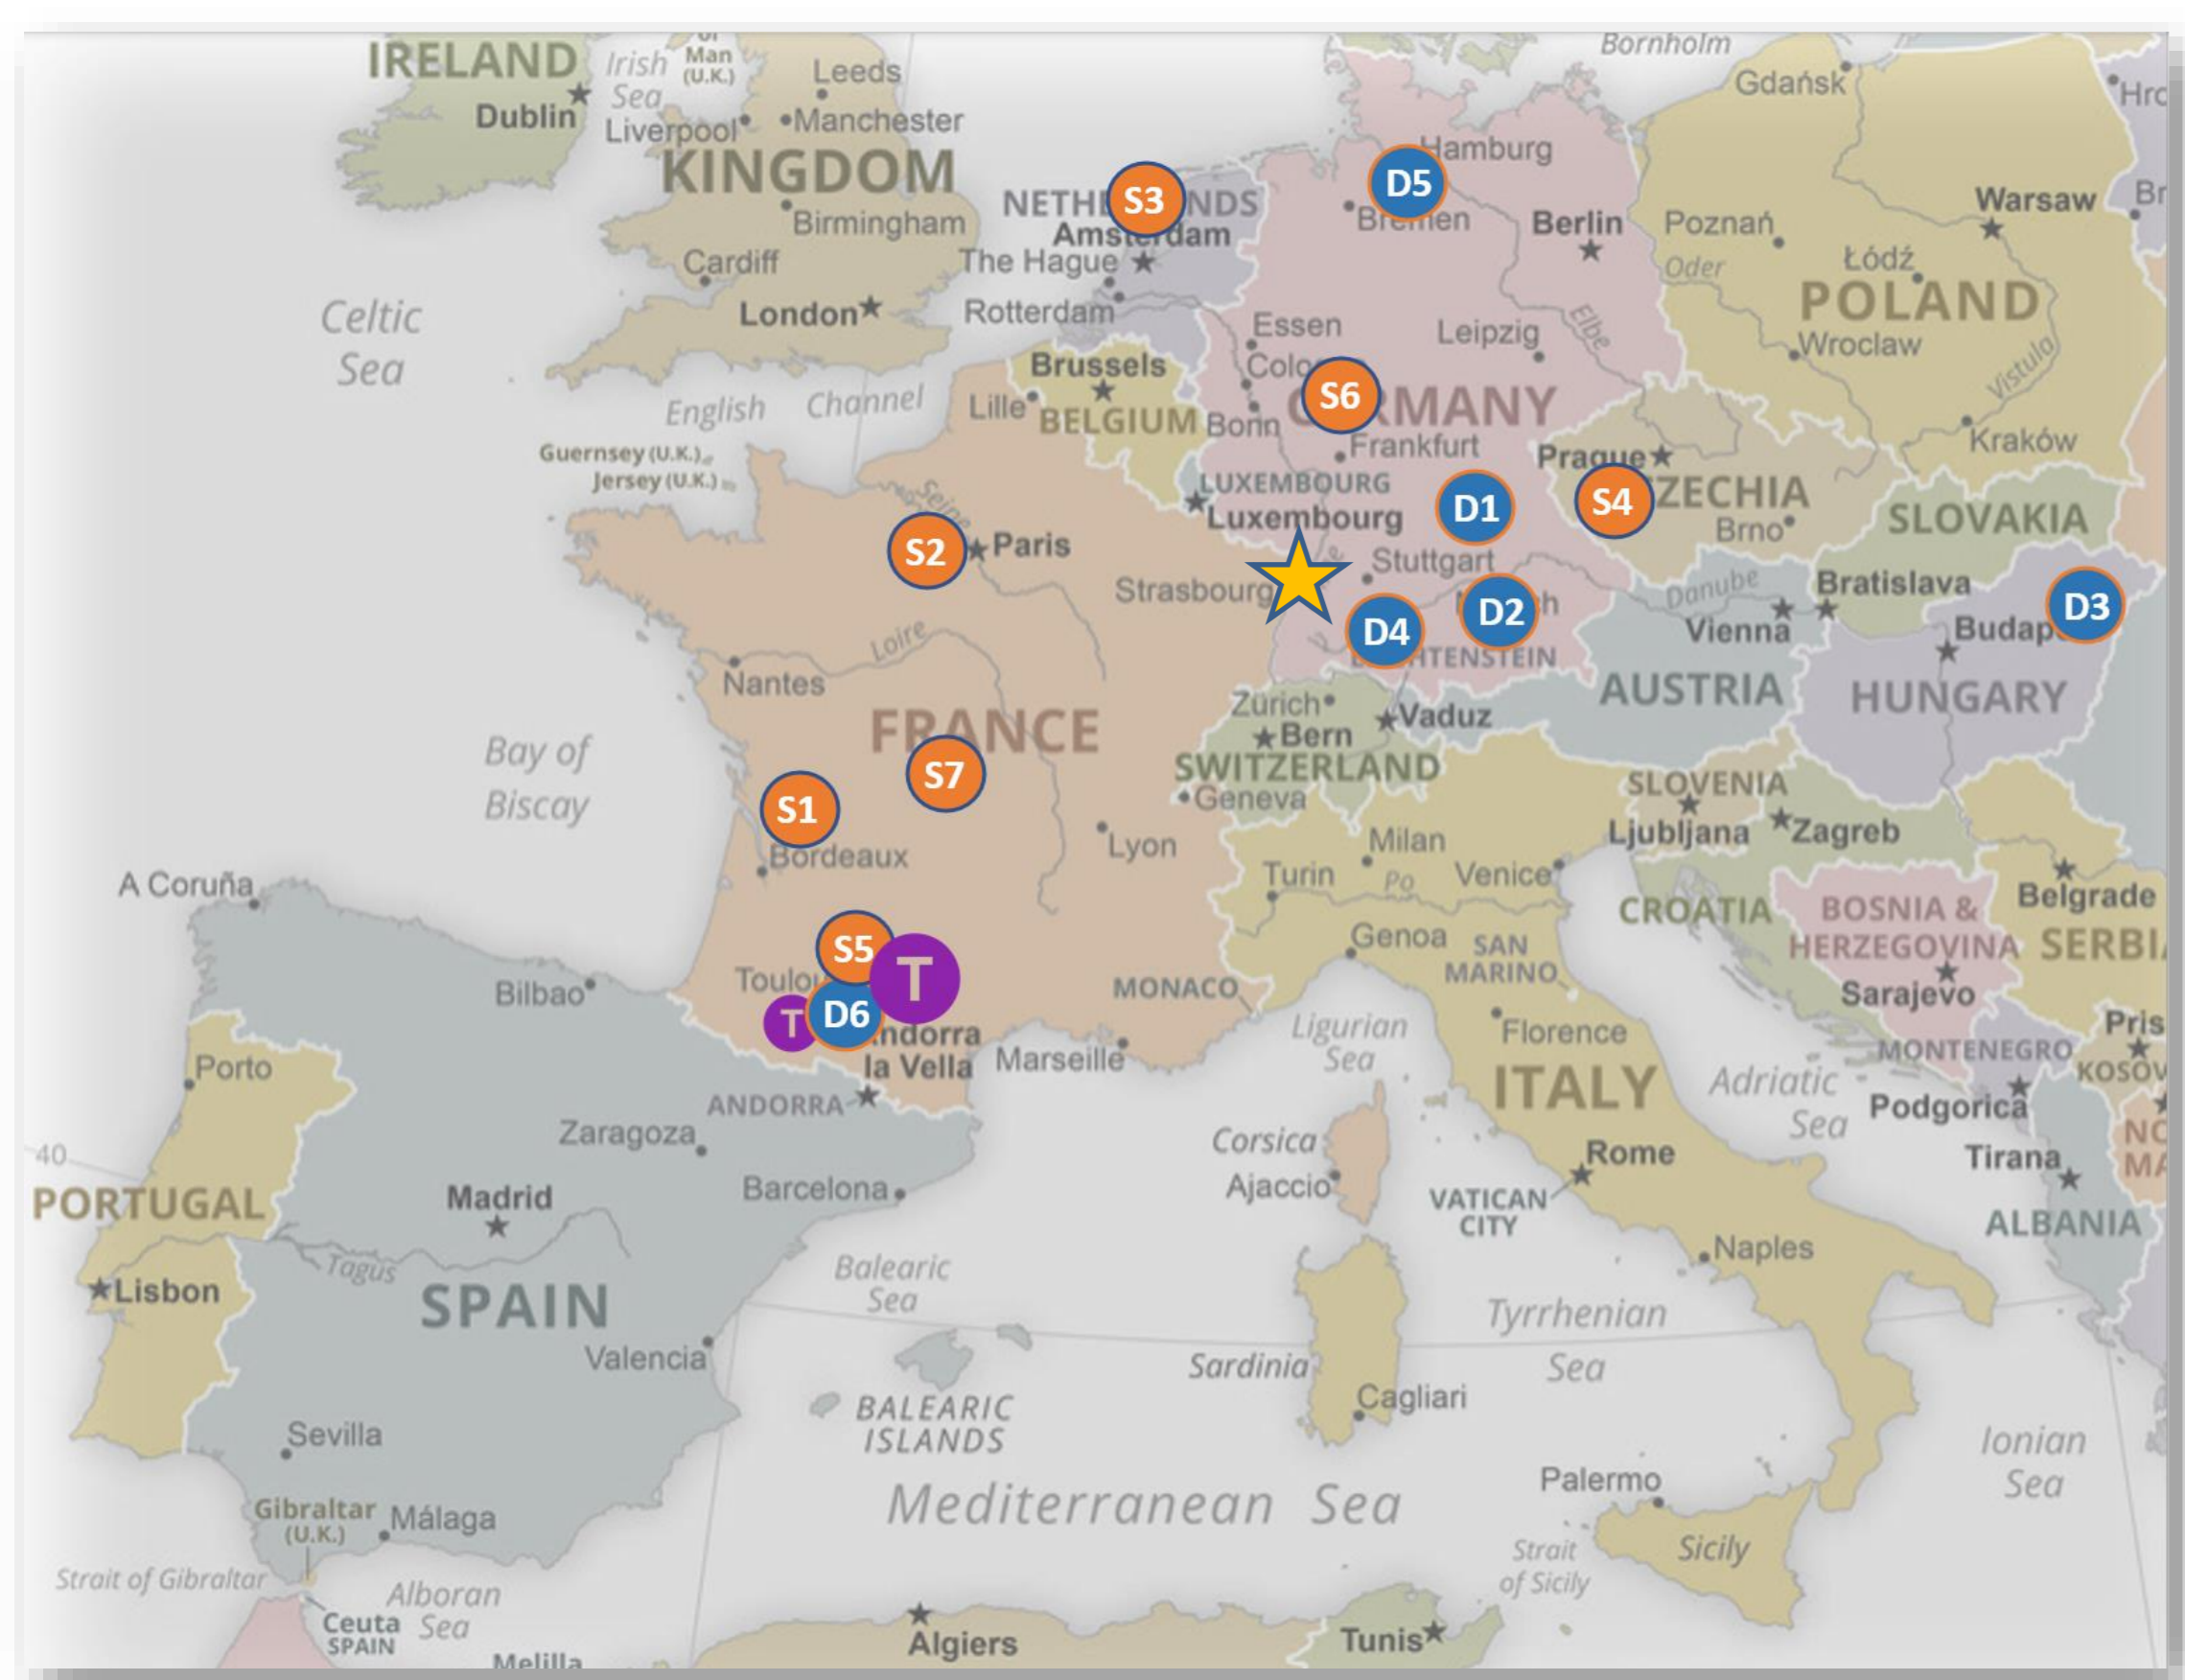 IRELAND
Irish
Sea
Man
(U.K.)
Leeds
Dublin
Liverpool
Manchester
KINGDOM
Birmingham
Cardiff
London
Celtic
Sea
English Channel
Guernsey (U.K.)
Jersey (U.K.)
Bornholm
Gdańsk
Hamburg
D5
S3
Amsterdam
The Hague
Rotterdam
Berlin
Poznań
Warsaw
Oder
Łódź
POLAND
Essen
Leipzig
Elbe
Wroclaw
Vistula
Brussels
Lille
BELGIUM
Bonn
S6
Frankfurt
Prague
Kraków
LUXEMBOURG
Luxembourg
D1
S4
Brno
SLOVAKIA
Seine
S2
Paris
Strasbourg
Stuttgart
D4
D2
Danube
Bratislava
Vienna
D3
Loire
Nantes
FRANCE
Zürich
Vaduz
Bern
AUSTRIA
HUNGARY
SWITZERLAND
Geneva
Bay of
Biscay
S7
S1
Bordeaux
Lyon
SLOVENIA
Ljubljana
Zagreb
Milan
Turin
Po
Venice
Belgrade
CROATIA
BOSNIA &
HERZEGOVINA
Sarajevo
A Coruña
S5
T
T
D6
Bilbao
MONACO
Genoa
SAN
MARINO
Ligurian
Sea
Florence
MONTENEGRO
Podgorica
Adriatic
Sea
la Vella
Marseille
ANDORRA
Porto
Zaragoza
Barcelona
ITALY
Corsica
Ajaccio
Rome
VATICAN
CITY
Tirana
ALBANIA
40
PORTUGAL
Madrid
Tagus
Lisbon
SPAIN
Valencia
Balearic
Sea
BALEARIC
ISLANDS
Sardinia
Cagliari
Naples
Tyrrhenian
Sea
Sevilla
Gibraltar
(U.K.)
Málaga
Mediterranean Sea
Palermo
Sicily
Ionian
Sea
Strait
of Sicily
Strait of Gibraltar
Alboran
Sea
Ceuta
SPAIN
Melilla
Algiers
Tunis